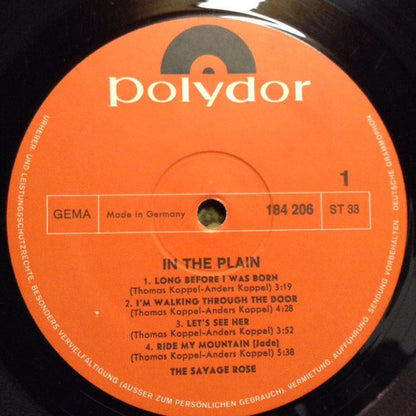 polydor
1
GEMA
Made in Germany
184 206
ST 33
IN THE PLAIN
1. LONG BEFORE I WAS BORN
(Thomas Koppel-Anders Koppel) 3:19
2. I'M WALKING THROUGH THE DOOR
(Thomas Koppel-Anders Koppel) 4:28
3. LET'S SEE HER
(Thomas Koppel-Anders Koppel) 3:52
4. RIDE MY MOUNTAIN (Jade)
(Thomas Koppel-Anders Koppel) 5:38
THE SAVAGE ROSE
URHEBER- UND LEISTUNGSSCHUTZRECHTE BESONDERS VERVIELFÄLTIGUNG (AUSSER ZUM PERSÖNLICHEN GEBRAUCH), VERMIETUNG, AUFFÜHRUNG, SENDUNG VORBEHALTEN DEUTSCHE GRAMMOPHON